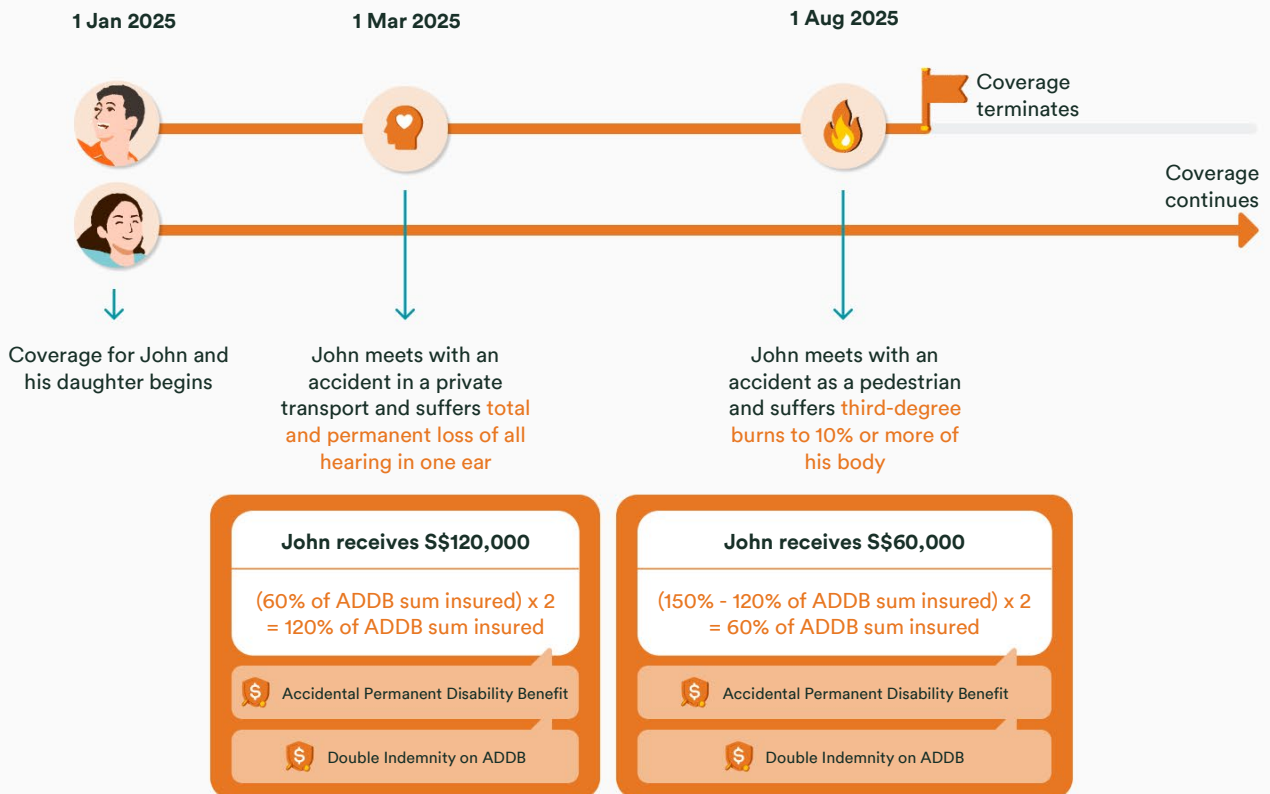 1 Jan 2025
1 Mar 2025
1 Aug 2025
Coverage
terminates
Coverage
continues
Coverage for John and
his daughter begins
John meets with an
accident in a private
transport and suffers total
and permanent loss of all
hearing in one ear
John meets with an
accident as a pedestrian
and suffers third-degree
burns to 10% or more of
his body
John receives S$120,000
(60% of ADDB sum insured) x 2
= 120% of ADDB sum insured
Accidental Permanent Disability Benefit
Double Indemnity on ADDB
John receives S$60,000
(150% - 120% of ADDB sum insured) x 2
= 60% of ADDB sum insured
Accidental Permanent Disability Benefit
Double Indemnity on ADDB